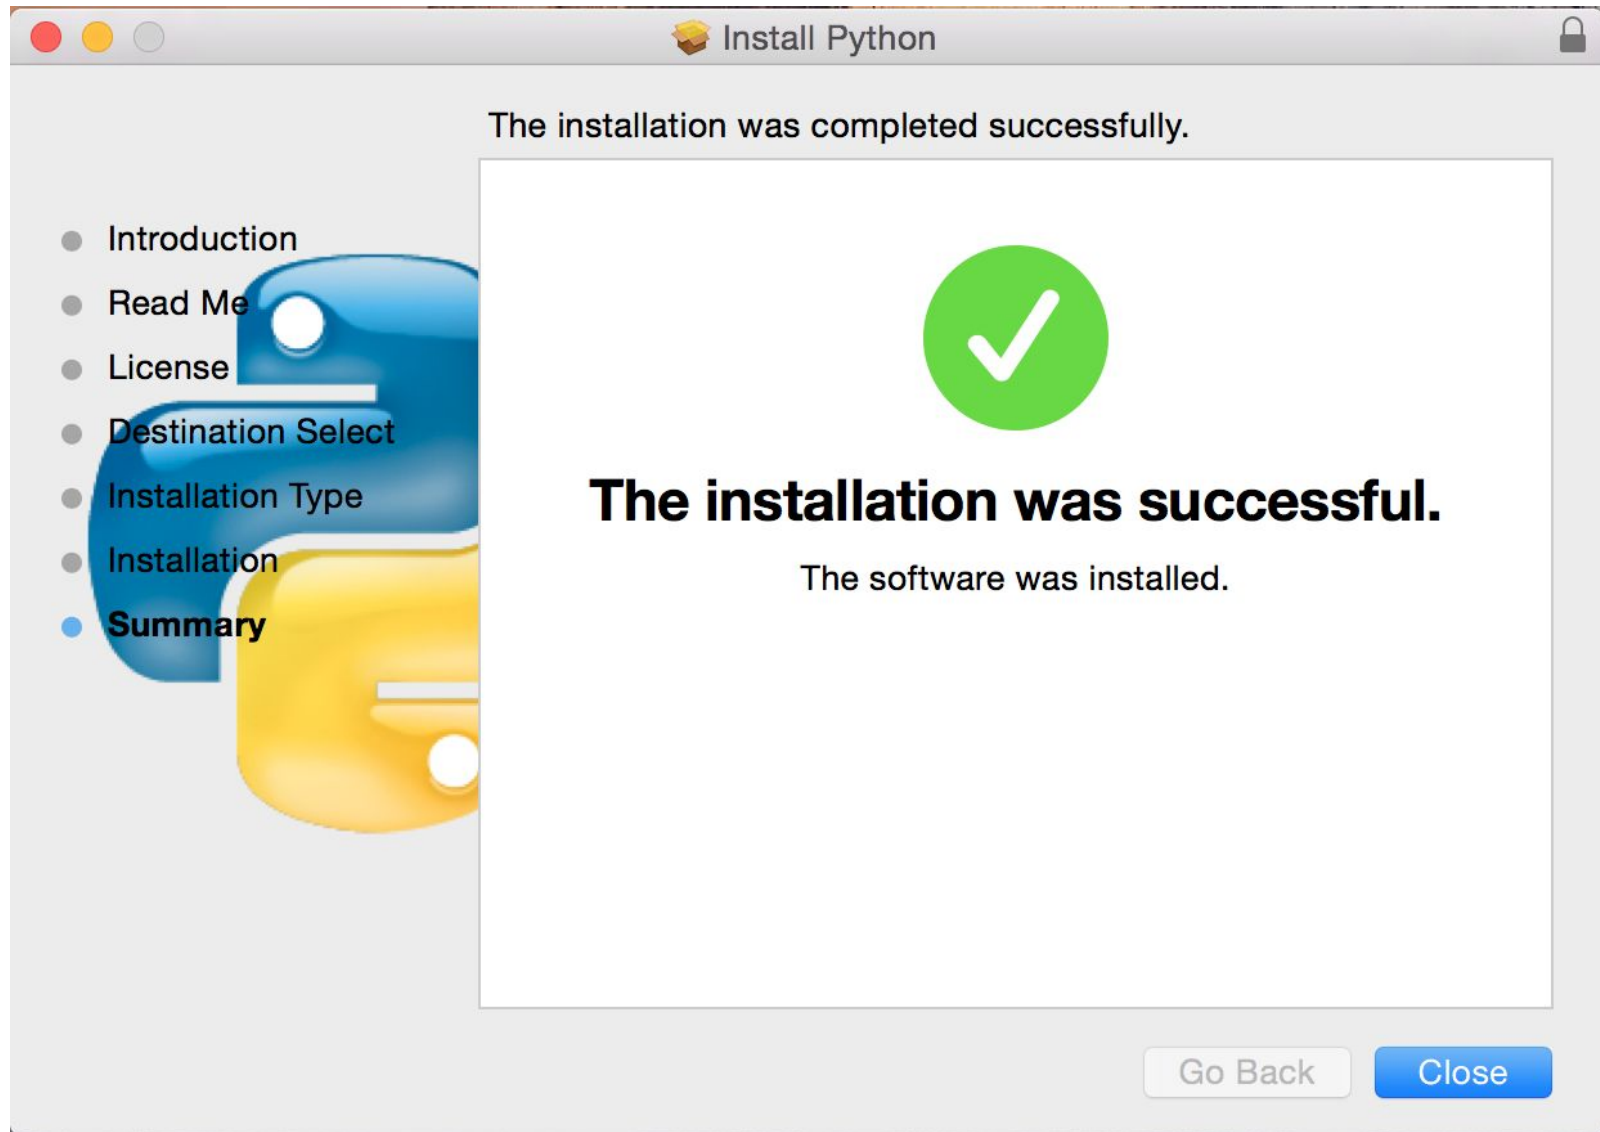 Install Python
The installation was completed successfully.
Introduction
Read Me
License
Destination Select
Installation Type
Installation
Summary
The installation was successful.
The software was installed.
Go Back
Close